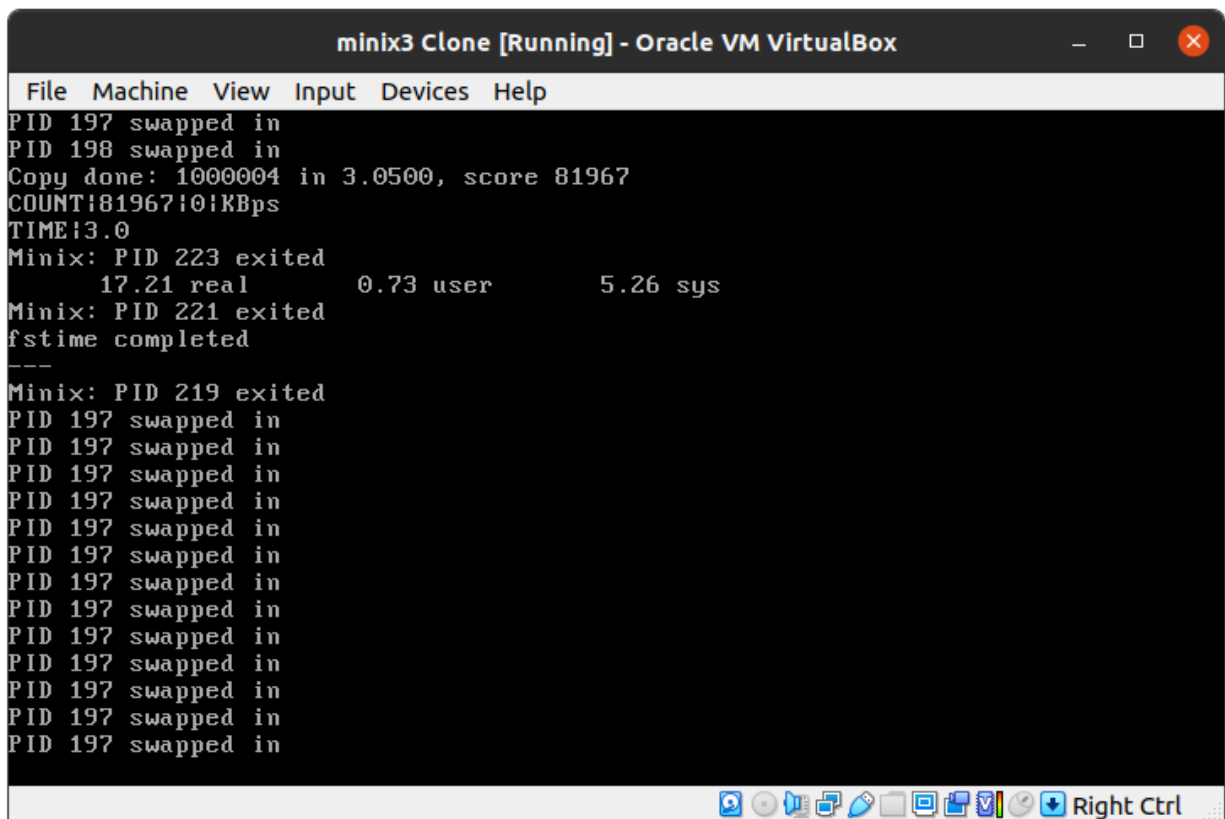 minix3 Clone [Running] - Oracle VM VirtualBox
File Machine View Input Devices Help
PID 197 swapped in
PID 198 swapped in
Copy done: 1000004 in 3.0500, score 81967
COUNT|81967|0|KBps
TIME|3.0
Minix: PID 223 exited
17.21 real 0.73 user 5.26 sys
Minix: PID 221 exited
fstime completed
---
Minix: PID 219 exited
PID 197 swapped in
PID 197 swapped in
PID 197 swapped in
PID 197 swapped in
PID 197 swapped in
PID 197 swapped in
PID 197 swapped in
PID 197 swapped in
PID 197 swapped in
PID 197 swapped in
PID 197 swapped in
PID 197 swapped in
PID 197 swapped in
Right Ctrl